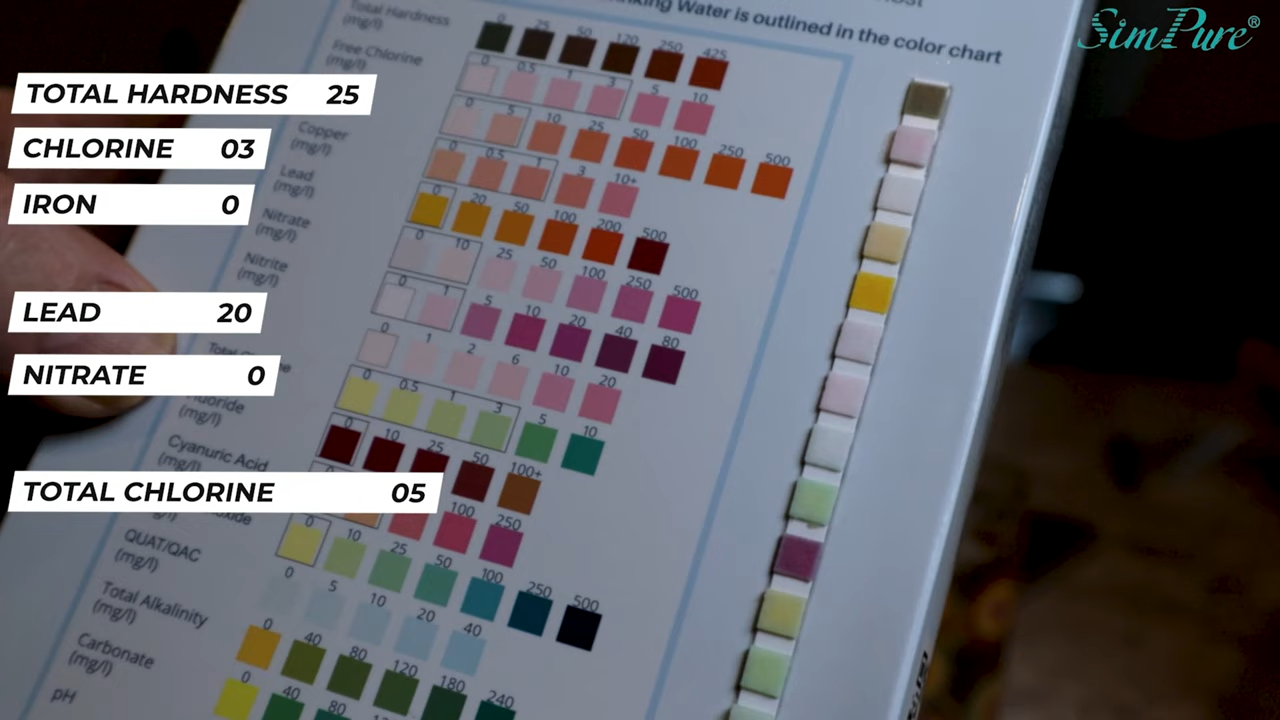 SimPure®
nking Water is outlined in the color chart
Total Hardness
(mg/l)
0 25 50 120 250 425
Free Chlorine
(mg/l)
0 0.5 1 3 5 10
0 5 10 25 50 100 250 500
Copper
(mg/l)
0 0.5 1 3 10+
Lead
(mg/l)
0 20 50 100 200 500
Nitrate
(mg/l)
0 10 25 50 100 250 500
Nitrite
(mg/l)
0 1 5 10 20 40 80
0 1 2 6 10 20
0 0.5 1 3 5 10
(mg/l)
Cyanuric Acid
(mg/l)
0 10 25 50 100+
100 250
QUAT/QAC
(mg/l)
0 10 25 50 100 250 500
Total Alkalinity
(mg/l)
0 5 10 20 40
Carbonate
(mg/l)
0 40 80 120 180 240
pH
0 40 80
TOTAL HARDNESS 25
CHLORINE 03
IRON 0
LEAD 20
NITRATE 0
TOTAL CHLORINE 05